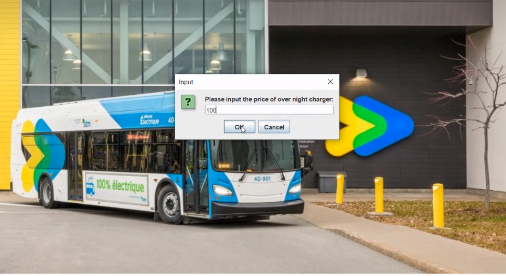 Input
Please input the price of over night charger:
100
OK
Cancel
électrique
40-901
100% électrique